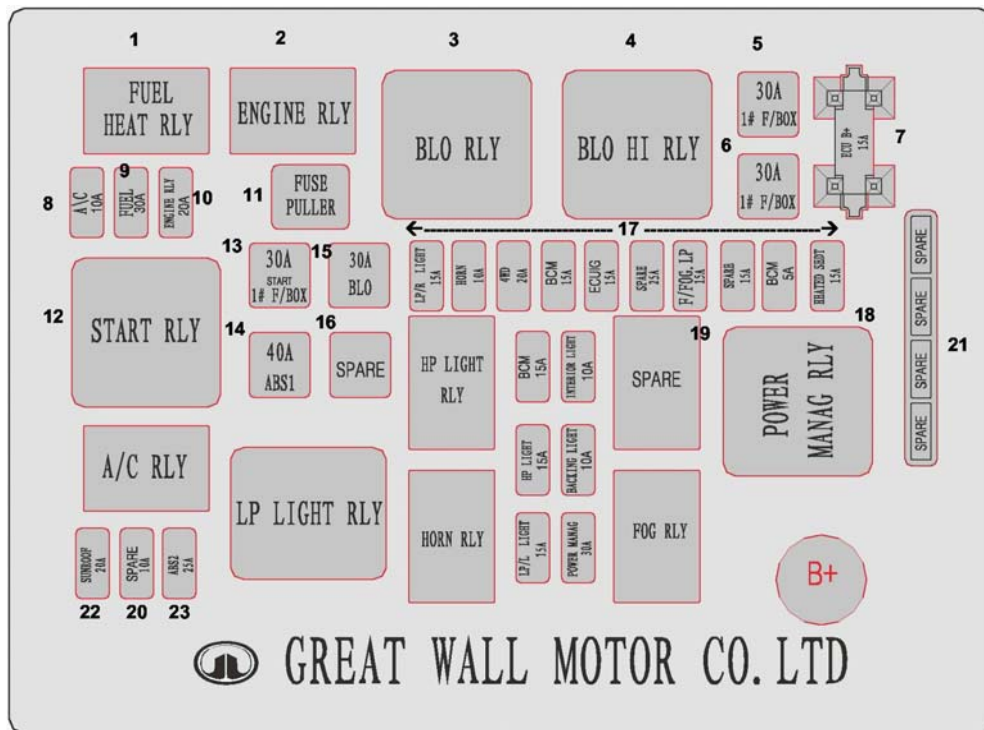 1
2
3
4
5
FUEL
HEAT RLY
ENGINE RLY
BLO RLY
BLO HI RLY
30A
1# F/BOX
6
30A
1# F/BOX
ECU B+
15A
7
8
A\C
10A
9
FUEL
30A
10
ENGINE RLY
20A
11
FUSE
PULLER
17
12
START RLY
13
30A
START
1# F/BOX
15
30A
BLO
14
40A
ABS1
16
SPARE
LP/R LIGHT
15A
HORN
10A
4WD
20A
BCM
15A
ECUIG
15A
SPARE
25A
F/FOG, LP
15A
SPARE
15A
BCM
5A
HEATED SEDT
15A
18
19
POWER
MANAG RLY
21
SPARE
SPARE
SPARE
SPARE
HP LIGHT
RLY
BCM
15A
INTERIOR LIGHT
10A
SPARE
A/C RLY
LP LIGHT RLY
HP LIGHT
15A
BACKING LIGHT
10A
HORN RLY
LP/L LIGHT
15A
POWER MANAG
30A
FOG RLY
B+
SUNROOF
20A
SPARE
10A
ABS2
25A
22
20
23
GREAT WALL MOTOR CO. LTD